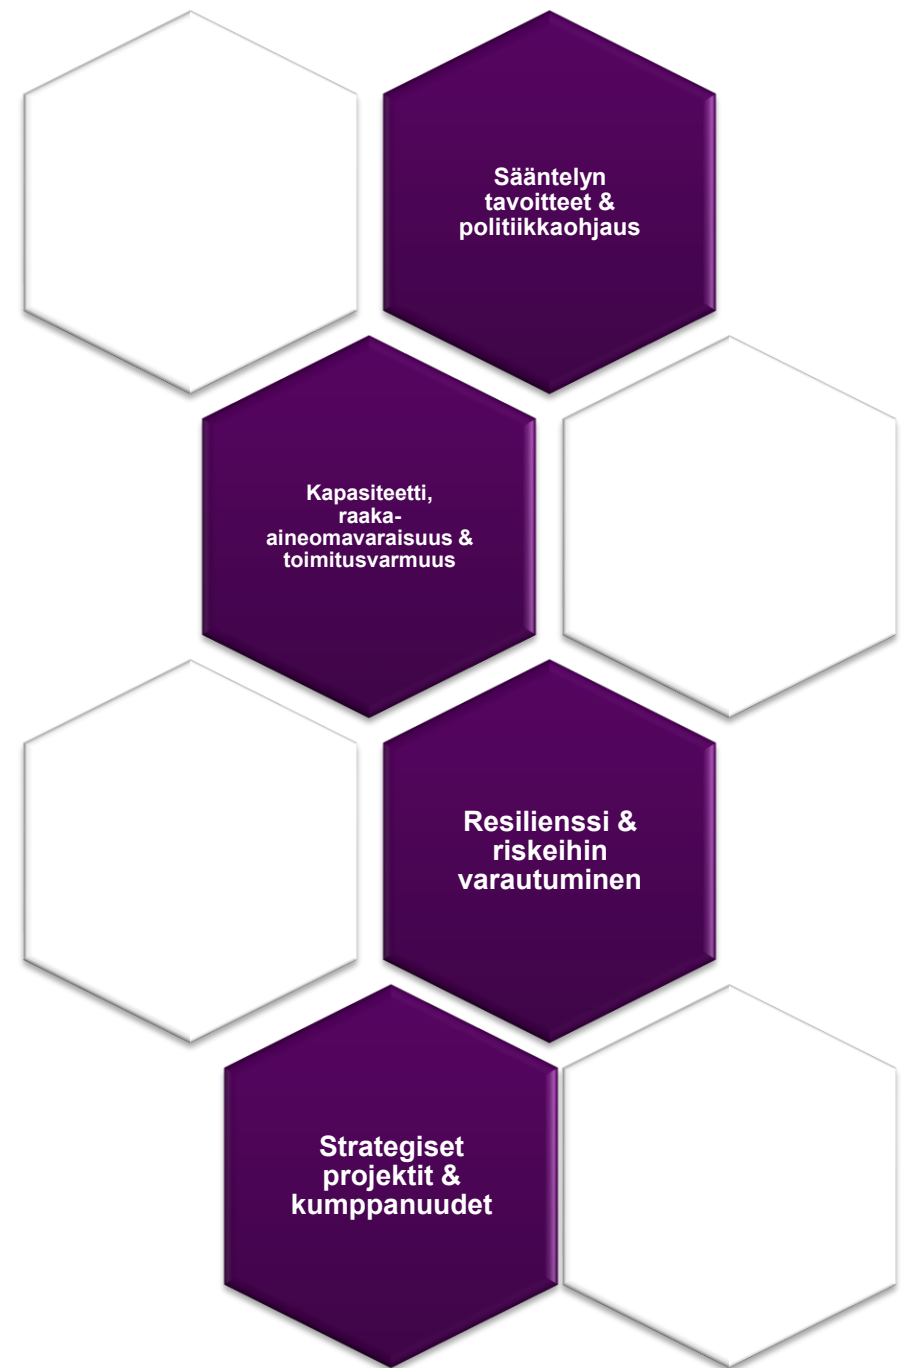 Sääntelyn
tavoitteet &
politiikkaohjaus
Kapasiteetti,
raaka-
aineomavaraisuus &
toimitusvarmuus
Resilienssi &
riskeihin
varautuminen
Strategiset
projektit &
kumppanuudet